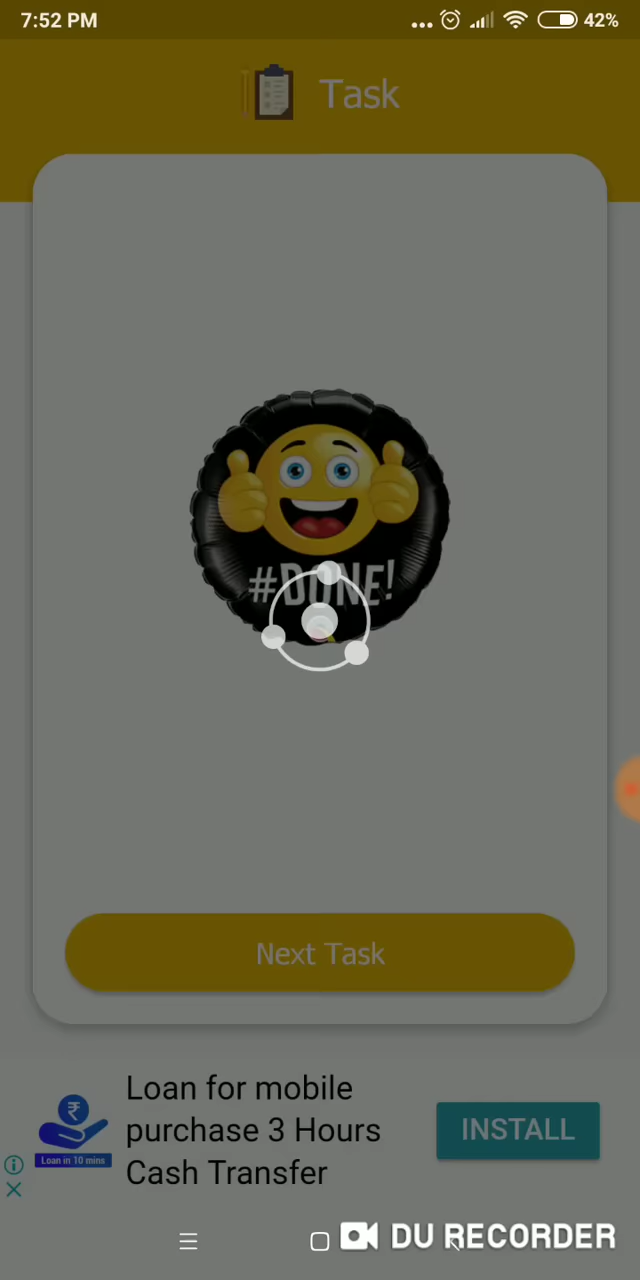 7:52 PM
42%
Task
#DONE!
Next Task
Loan for mobile
purchase 3 Hours
Cash Transfer
Loan in 10 mins
INSTALL
DU RECORDER